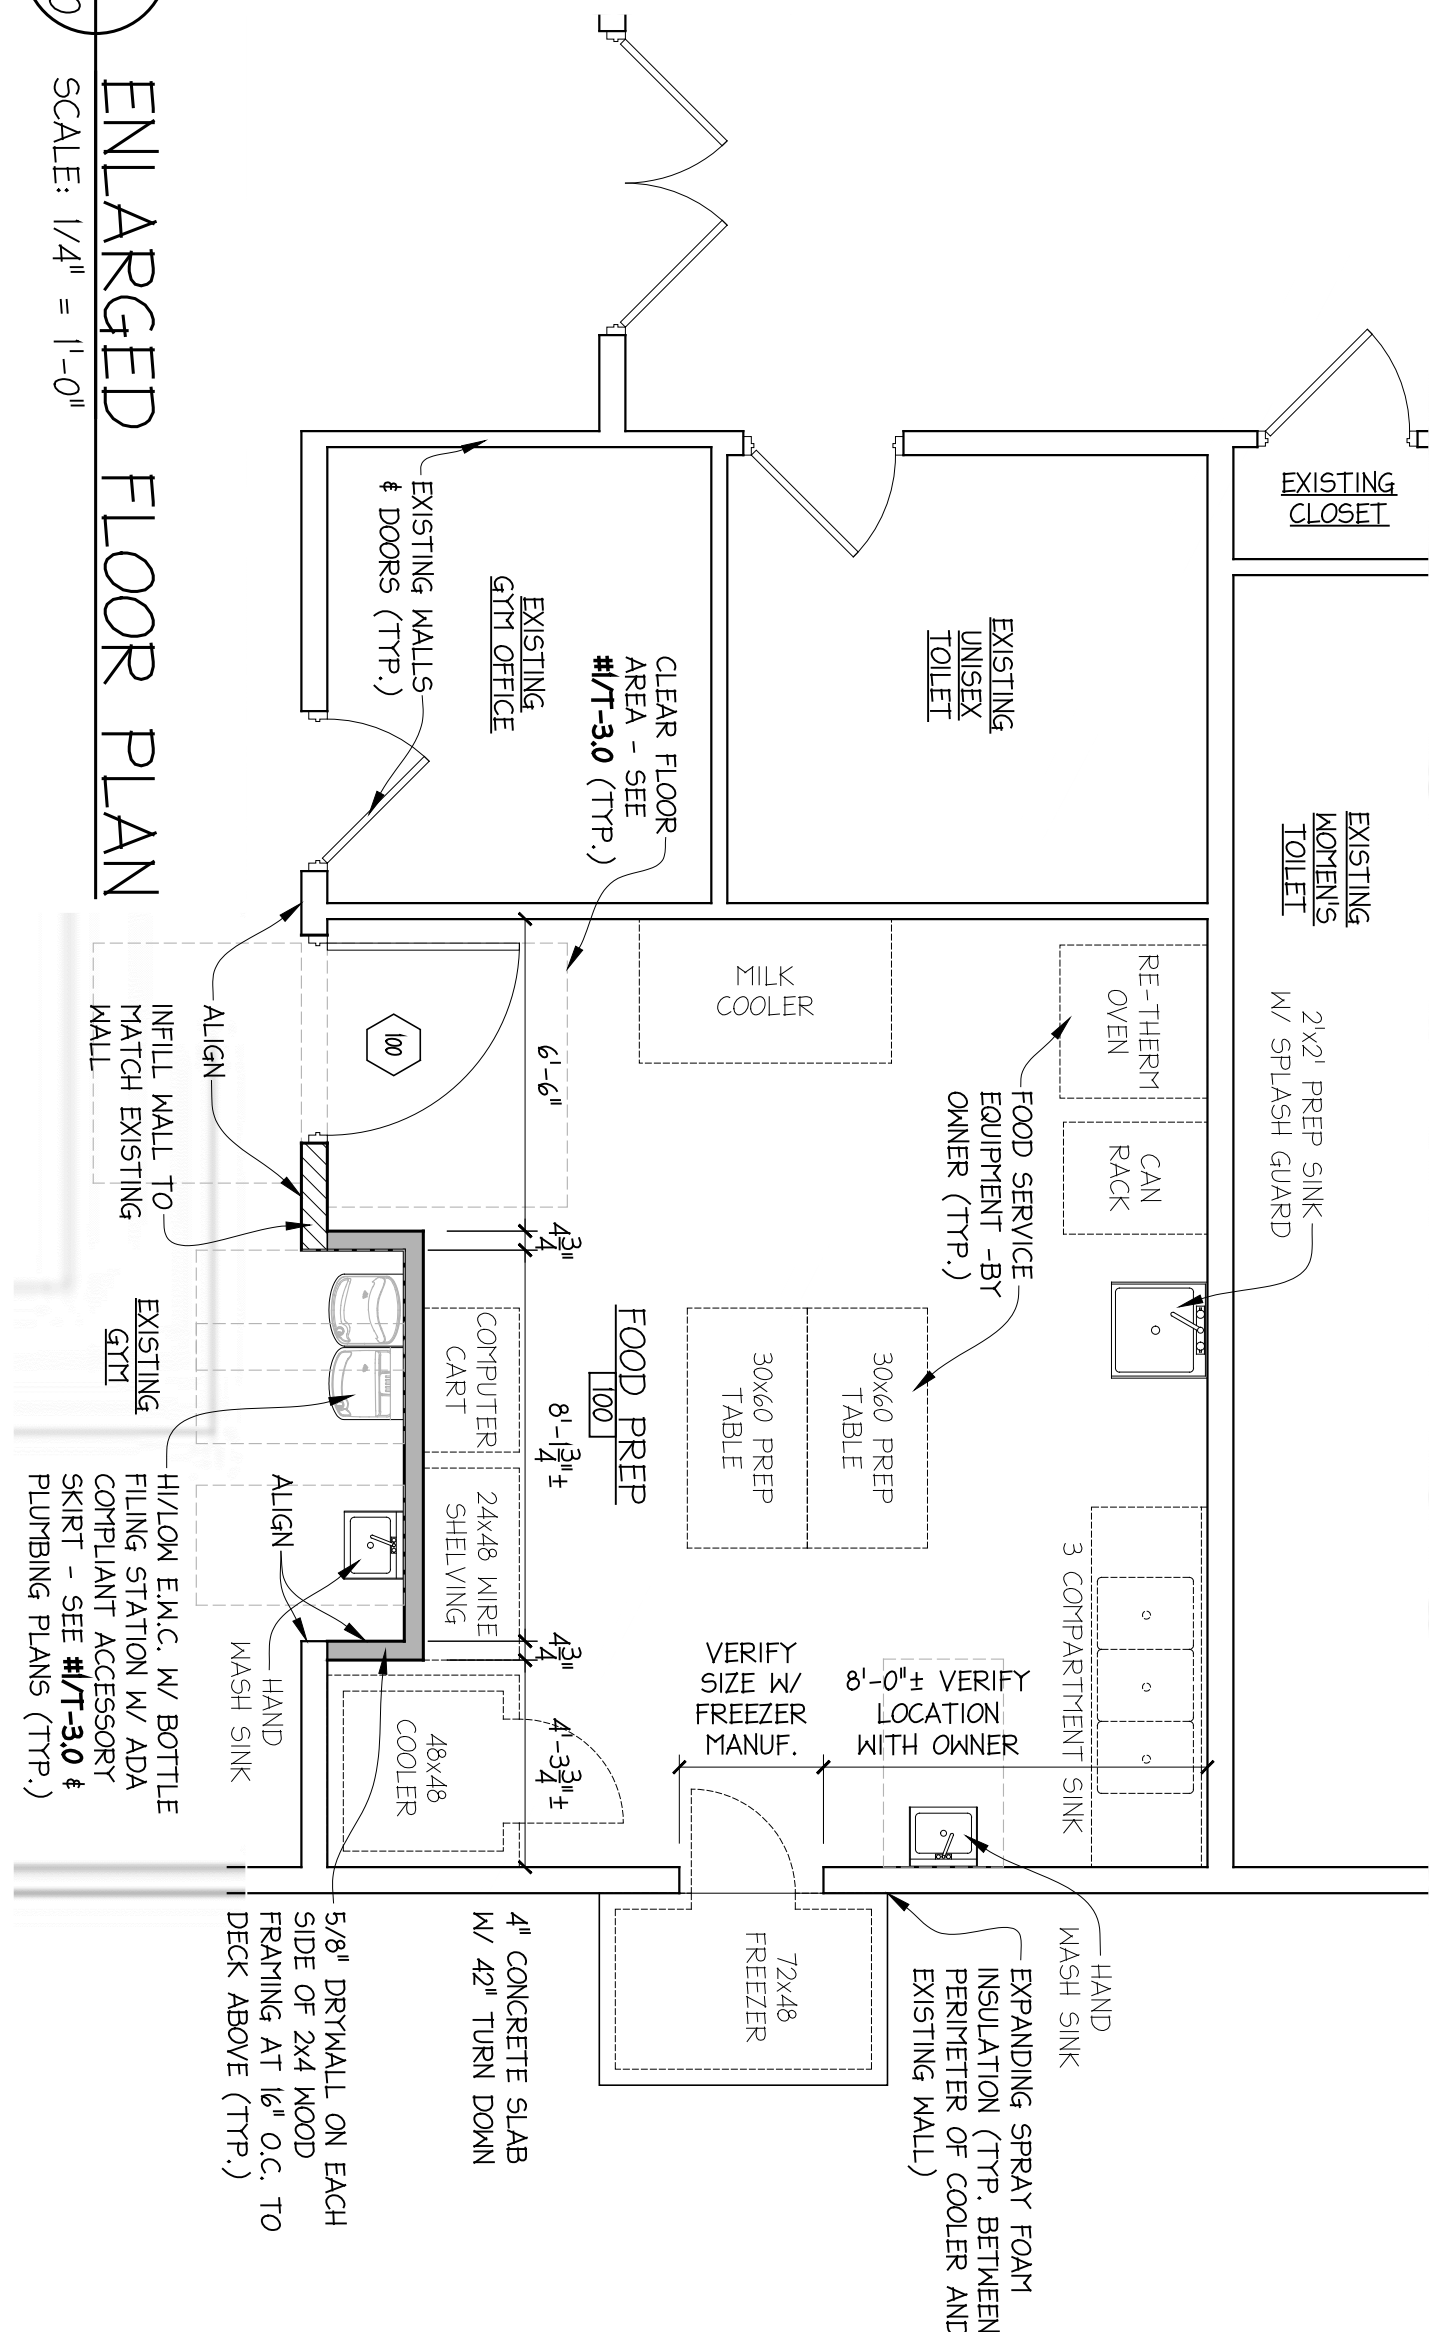 ENLARGED FLOOR PLAN
SCALE: 1/4" = 1'-0"
EXISTING
CLOSET
EXISTING
WOMEN'S
TOILET
EXISTING
UNISEX
TOILET
EXISTING
GYM OFFICE
EXISTING WALLS
& DOORS (TYP.)
CLEAR FLOOR
AREA - SEE
#1/T-3.0 (TYP.)
2'x2' PREP SINK
W/ SPLASH GUARD
RE-THERM
OVEN
CAN
RACK
MILK
COOLER
FOOD SERVICE
EQUIPMENT -BY
OWNER (TYP.)
100
6'-6"
4 3/4"
8'-1 3/4"±
4 3/4"
4'-3 3/4"±
ALIGN
INFILL WALL TO
MATCH EXISTING
WALL
30x60 PREP
TABLE
30x60 PREP
TABLE
FOOD PREP
100
COMPUTER
CART
24x48 WIRE
SHELVING
3 COMPARTMENT SINK
EXISTING
GYM
ALIGN
HAND
WASH SINK
HI/LOW E.W.C. W/ BOTTLE
FILING STATION W/ ADA
COMPLIANT ACCESSORY
SKIRT - SEE #1/T-3.0 &
PLUMBING PLANS (TYP.)
VERIFY
SIZE W/
FREEZER
MANUF.
8'-0"± VERIFY
LOCATION
WITH OWNER
48x48
COOLER
72x48
FREEZER
HAND
WASH SINK
EXPANDING SPRAY FOAM
INSULATION (TYP. BETWEEN
PERIMETER OF COOLER AND
EXISTING WALL)
4" CONCRETE SLAB
W/ 42" TURN DOWN
5/8" DRYWALL ON EACH
SIDE OF 2x4 WOOD
FRAMING AT 16" O.C. TO
DECK ABOVE (TYP.)